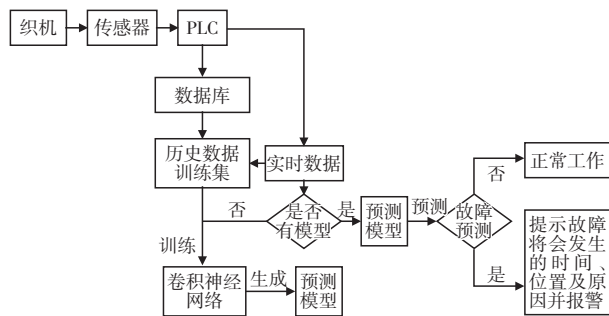 织机
传感器
PLC
数据库
历史数据
训练集
实时数据
正常工作
否
否
是否
有模型
是
预测
模型
预测
故障
预测
提示故障
将会发生
的时间、
位置及原
因并报警
是
训练
卷积神经
网络
生成
预测
模型